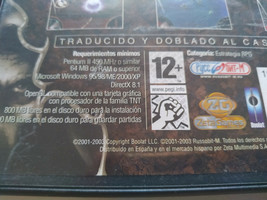 TRADUCIDO Y DOBLADO AL CAS
Requerimientos mínimos
Pentium II 496 MHz o similar
64 MB de RAM o superior
Microsoft Windows 95/98/ME/2000/XP
DirectX 8.1
compatible con una tarjeta gráfica
con procesador de la familia TNT
800 MB libres en el disco duro para la instalación
MB libres en el disco duro para guardar partidas
Categoría: Estrategia RPG
12+
www.pegi.info
©2001-2003 Copyright Boolat LLC. ©2001-2003 Russobit-M. Todos los derechos
Distribuido en España y en el mercado hispano por Zeta Multimedia S.A